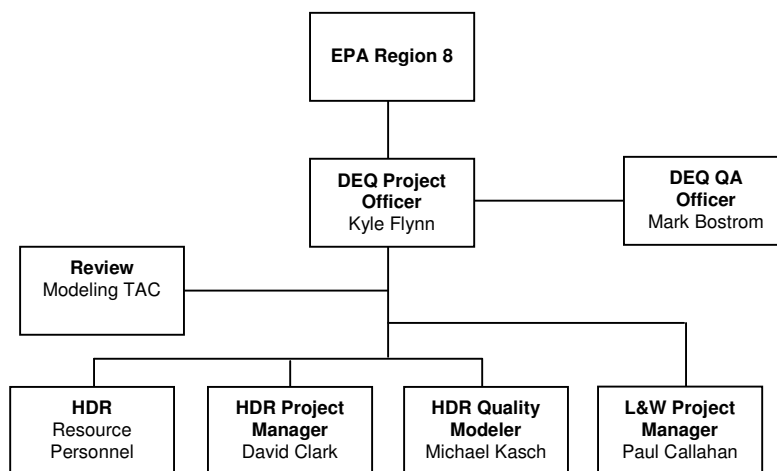 EPA Region 8
DEQ Project
Officer
Kyle Flynn
DEQ QA
Officer
Mark Bostrom
Review
Modeling TAC
HDR
Resource
Personnel
HDR Project
Manager
David Clark
HDR Quality
Modeler
Michael Kasch
L&W Project
Manager
Paul Callahan